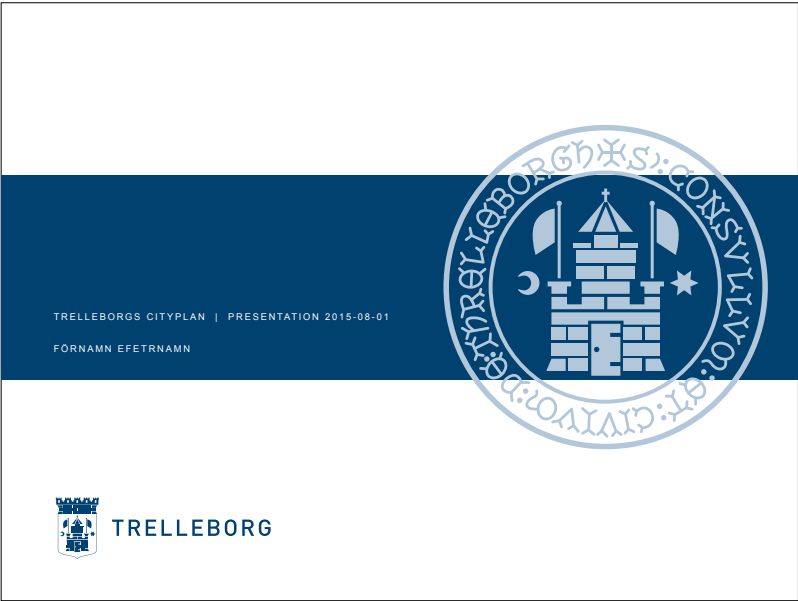 TRELLEBORGS CITYPLAN | PRESENTATION 2015-08-01
FÖRNAMN EFETRNAMN
TRELLEBORG